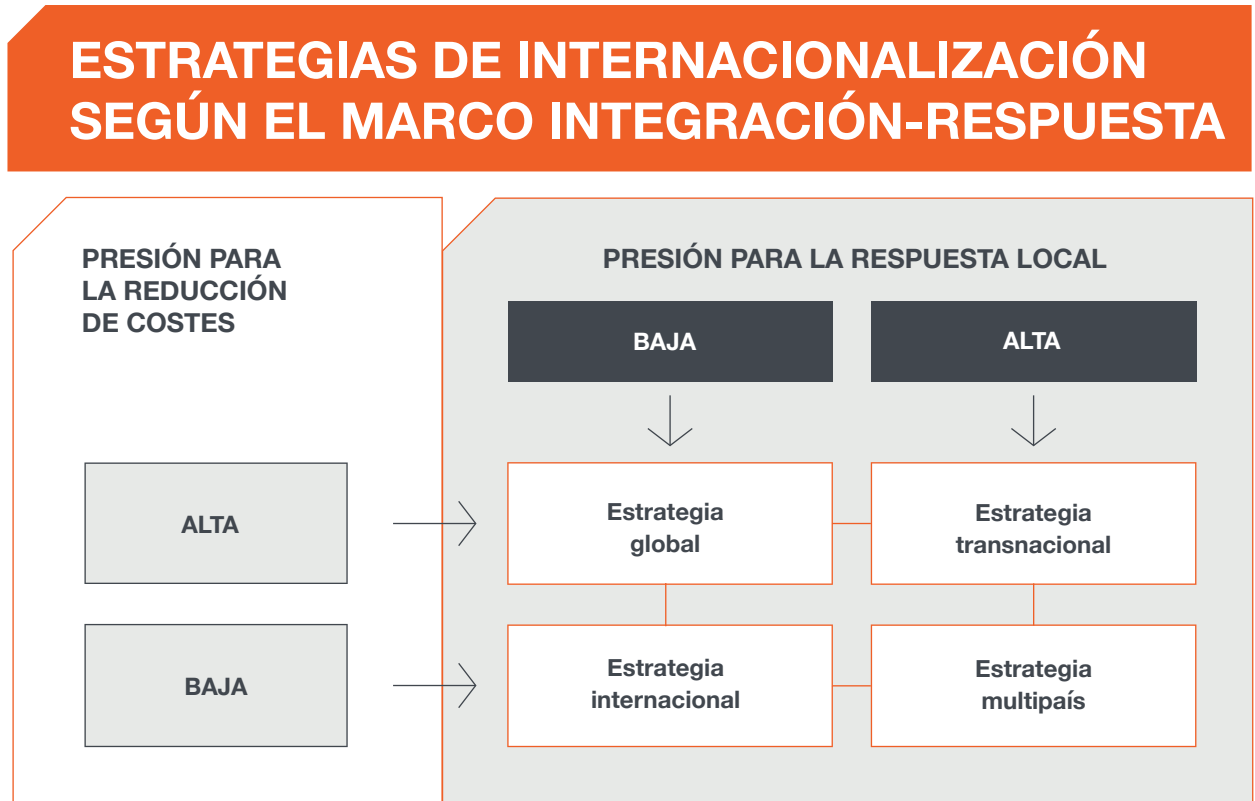 ESTRATEGIAS DE INTERNACIONALIZACIÓN
SEGÚN EL MARCO INTEGRACIÓN-RESPUESTA
PRESIÓN PARA
LA REDUCCIÓN
DE COSTES
PRESIÓN PARA LA RESPUESTA LOCAL
BAJA
ALTA
ALTA
Estrategia
global
Estrategia
transnacional
BAJA
Estrategia
internacional
Estrategia
multipaís